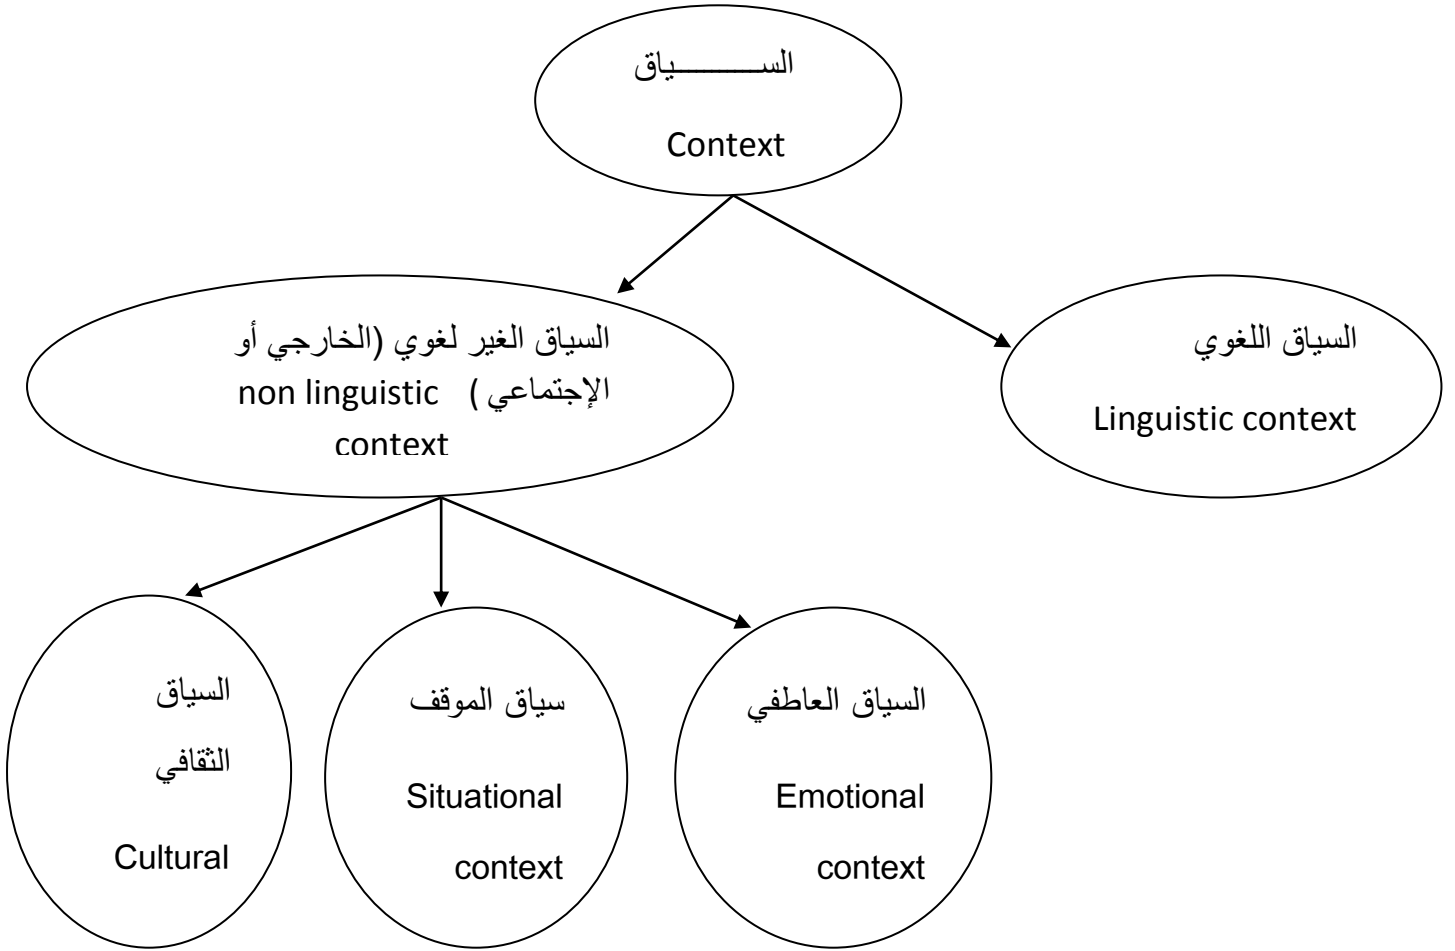 الســـــــــياق
Context
السياق اللغوي
Linguistic context
السياق الغير لغوي (الخارجي أو
الإجتماعي ) non linguistic
context
السياق العاطفي
Emotional
context
سياق الموقف
Situational
context
السياق
الثقافي
Cultural